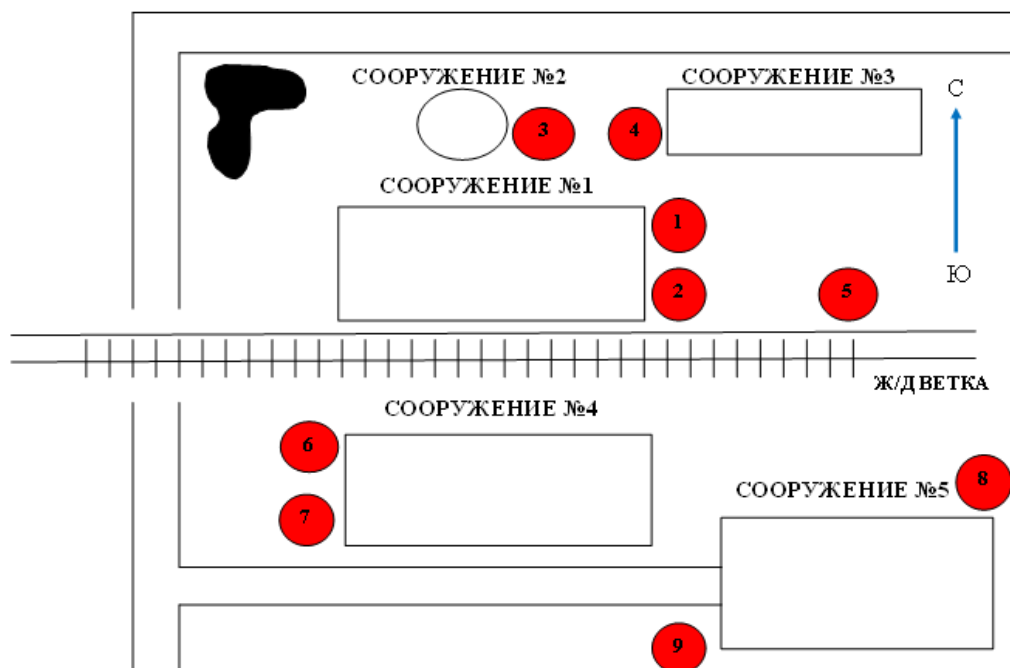 СООРУЖЕНИЕ №2
СООРУЖЕНИЕ №3
С
3
4
СООРУЖЕНИЕ №1
1
Ю
2
5
Ж/Д ВЕТКА
СООРУЖЕНИЕ №4
6
8
СООРУЖЕНИЕ №5
7
9